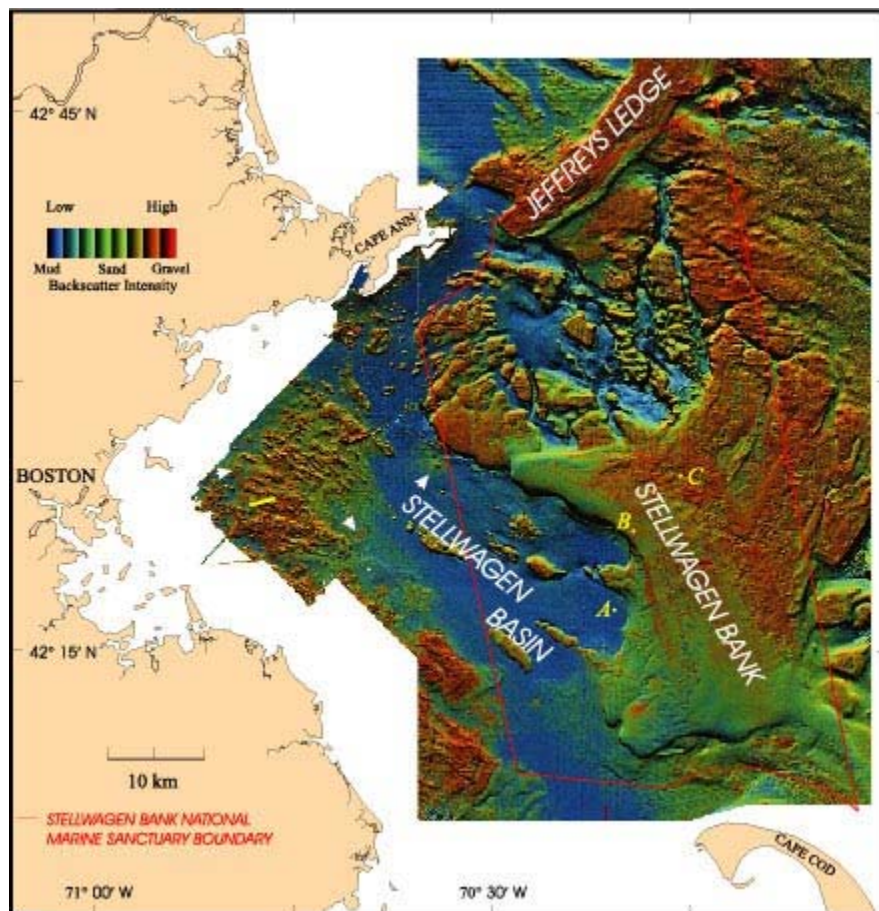 42° 45' N
JEFFREYS LEDGE
Low High
CAPE ANN
Mud Sand Gravel
Backscatter Intensity
BOSTON
C
STELLWAGEN BANK
B
STELLWAGEN
BASIN
A
42° 15' N
10 km
STELLWAGEN BANK NATIONAL
MARINE SANCTUARY BOUNDARY
CAPE COD
71° 00' W 70° 30' W